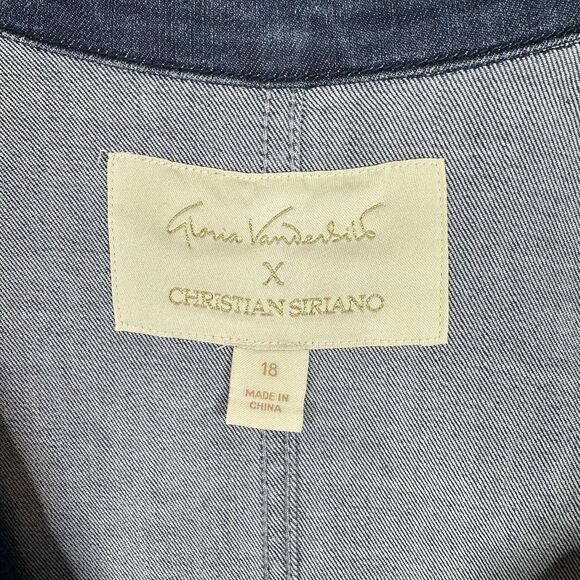 Gloria Vanderbilt
X
CHRISTIAN SIRIANO
18
MADE IN
CHINA